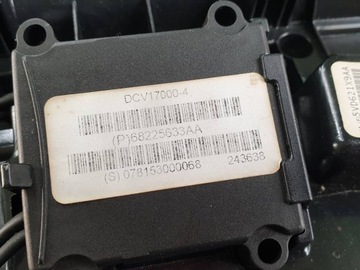 DCV17000-4
(P)68225633AA
(S) 078153000068 243638